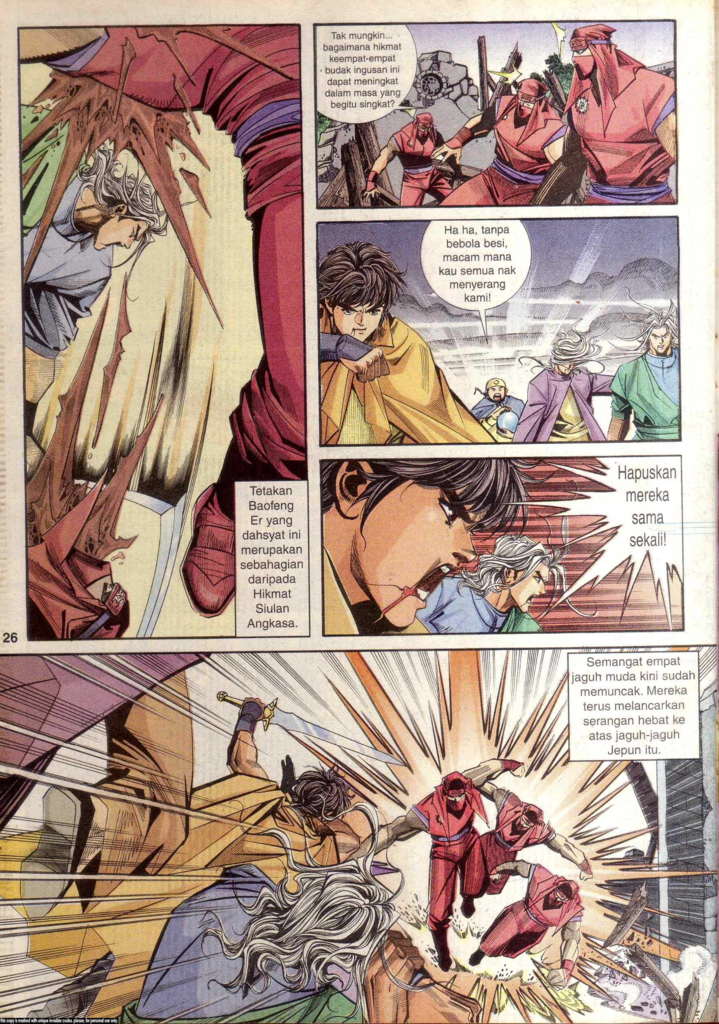 Tak mungkin...
bagaimana hikmat
keempat-empat
budak ingusan ini
dapat meningkat
dalam masa yang
begitu singkat?
Ha ha, tanpa
bebola besi,
macam mana
kau semua nak
menyerang
kami!
Tetakan
Baofeng
Er yang
dahsyat ini
merupakan
sebahagian
daripada
Hikmat
Siulan
Angkasa.
Hapuskan
mereka
sama
sekali!
26
Semangat empat
jaguh muda kini sudah
memuncak. Mereka
terus melancarkan
serangan hebat ke
atas jaguh-jaguh
Jepun itu.